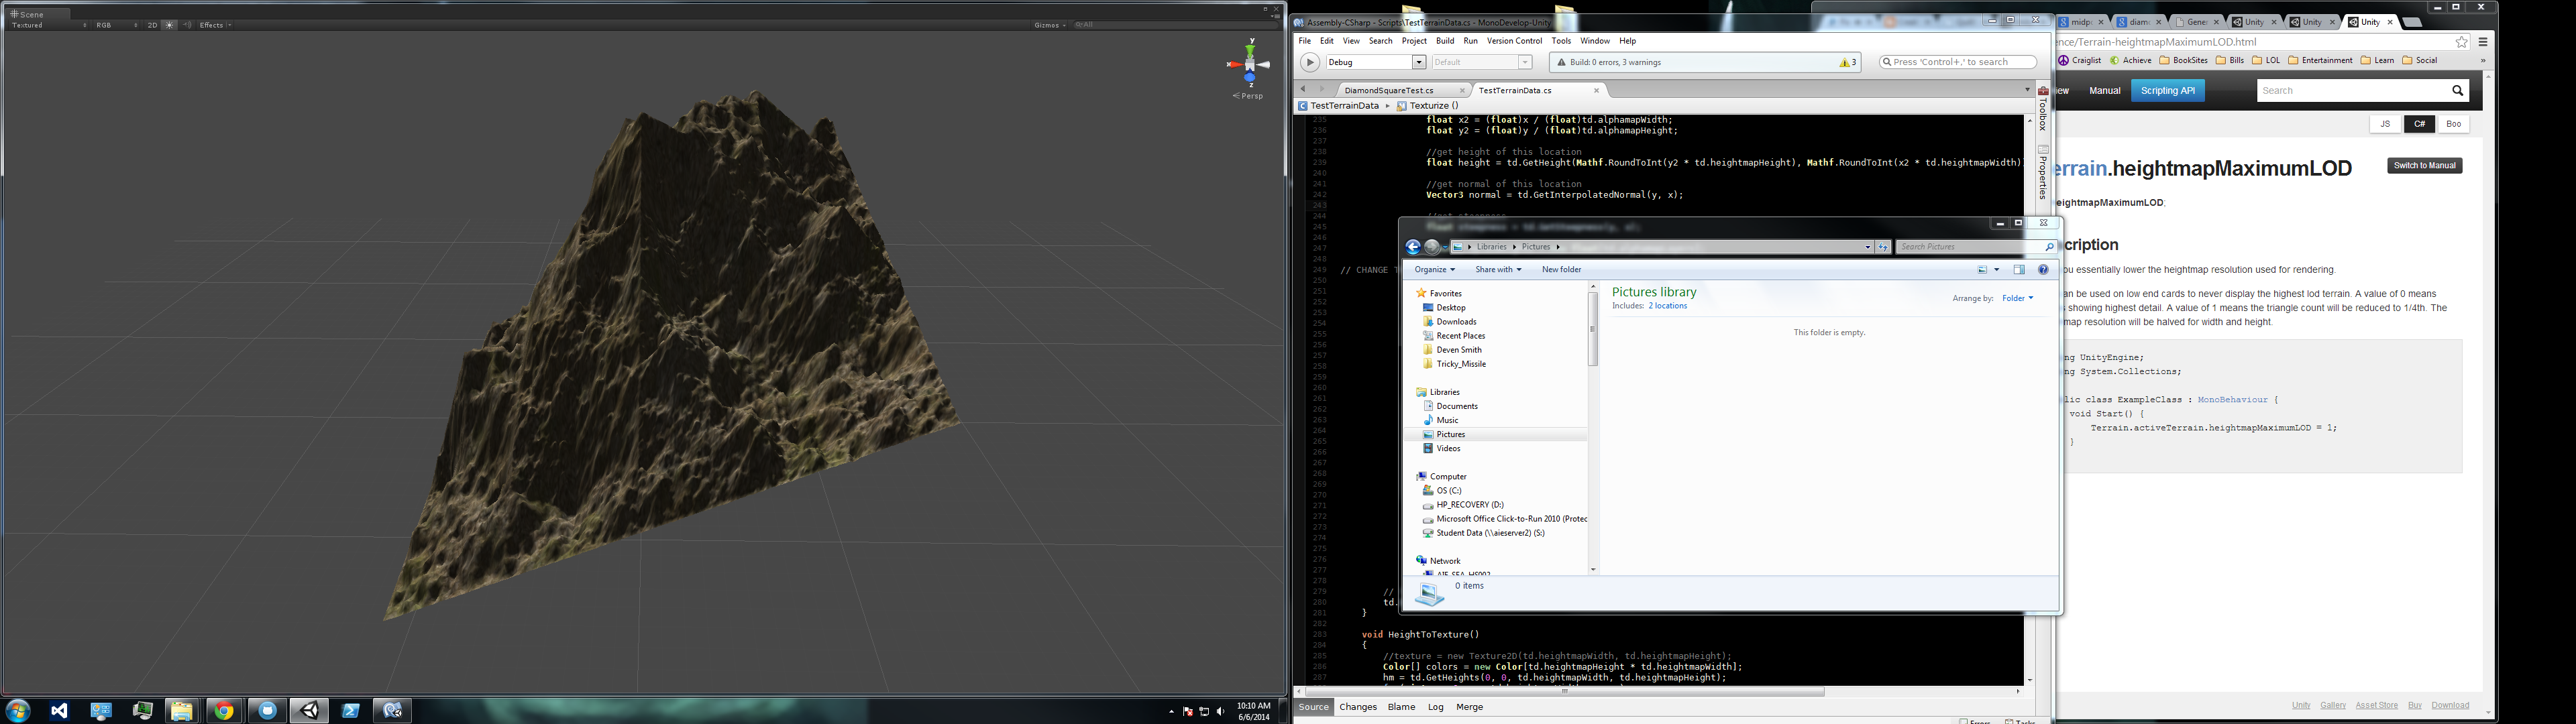 Scene
Textured RGB 2D Effects Gizmos All
y
x
z
Persp
10:10 AM
6/6/2014
Assembly-CSharp - Scripts\TestTerrainData.cs - MonoDevelop-Unity
File Edit View Search Project Build Run Version Control Tools Window Help
Debug Default Build: 0 errors, 3 warnings 3 Press 'Control+,' to search
DiamondSquareTest.cs TestTerrainData.cs
TestTerrainData Texturize ()
Toolbox
Properties
235 float x2 = (float)x / (float)td.alphamapWidth;
236 float y2 = (float)y / (float)td.alphamapHeight;
237
238 //get height of this location
239 float height = td.GetHeight(Mathf.RoundToInt(y2 * td.heightmapHeight), Mathf.RoundToInt(x2 * td.heightmapWidth))
240
241 //get normal of this location
242 Vector3 normal = td.GetInterpolatedNormal(y, x);
243
244
245
246
247
248
249 // CHANGE T
250
251
252
253
254
255
256
257
258
259
260
261
262
263
264
265
266
267
268
269
270
271
272
273
274
275
276
277
278
279 //
280 td.
281 }
282
283 void HeightToTexture()
284 {
285 //texture = new Texture2D(td.heightmapWidth, td.heightmapHeight);
286 Color[] colors = new Color[td.heightmapHeight * td.heightmapWidth];
287 hm = td.GetHeights(0, 0, td.heightmapWidth, td.heightmapHeight);
Source Changes Blame Log Merge
Errors Tasks
Libraries Pictures Search Pictures
Organize Share with New folder
Favorites
Desktop
Downloads
Recent Places
Deven Smith
Tricky_Missile
Libraries
Documents
Music
Pictures
Videos
Computer
OS (C:)
HP_RECOVERY (D:)
Microsoft Office Click-to-Run 2010 (Protec
Student Data (\\aieserver2) (S:)
Network
AIE_SEA_HS002
Pictures library
Includes: 2 locations
Arrange by: Folder
This folder is empty.
0 items
midpo diamo Gener Unity Unity Unity
ence/Terrain-heightmapMaximumLOD.html
Craiglist Achieve BookSites Bills LOL Entertainment Learn Social
ew Manual Scripting API Search
JS C# Boo
errain.heightmapMaximumLOD
Switch to Manual
eightmapMaximumLOD;
cription
ou essentially lower the heightmap resolution used for rendering.
an be used on low end cards to never display the highest lod terrain. A value of 0 means
s showing highest detail. A value of 1 means the triangle count will be reduced to 1/4th. The
map resolution will be halved for width and height.
ng UnityEngine;
ng System.Collections;
lic class ExampleClass : MonoBehaviour {
void Start() {
Terrain.activeTerrain.heightmapMaximumLOD = 1;
}
Unity Gallery Asset Store Buy Download